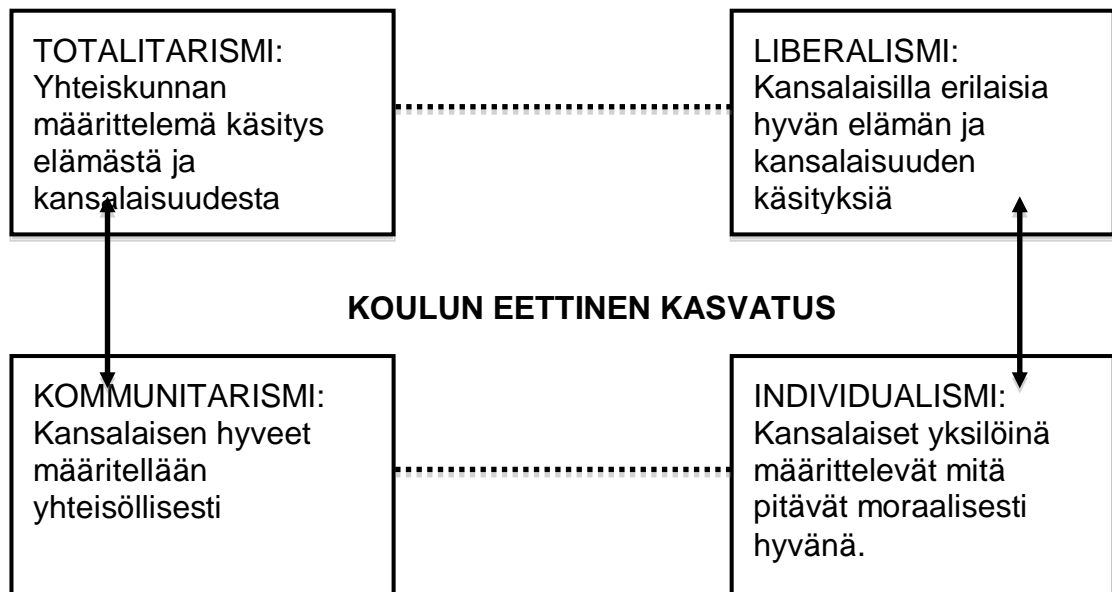 TOTALITARISMI:
Yhteiskunnan
määrittelemä käsitys
elämästä ja
kansalaisuudesta
LIBERALISMI:
Kansalaisilla erilaisia
hyvän elämän ja
kansalaisuuden
käsityksiä
KOULUN EETTINEN KASVATUS
KOMMUNITARISMI:
Kansalaisen hyveet
määritellään
yhteisöllisesti
INDIVIDUALISMI:
Kansalaiset yksilöinä
määrittelevät mitä
pitävät moraalisesti
hyvänä.